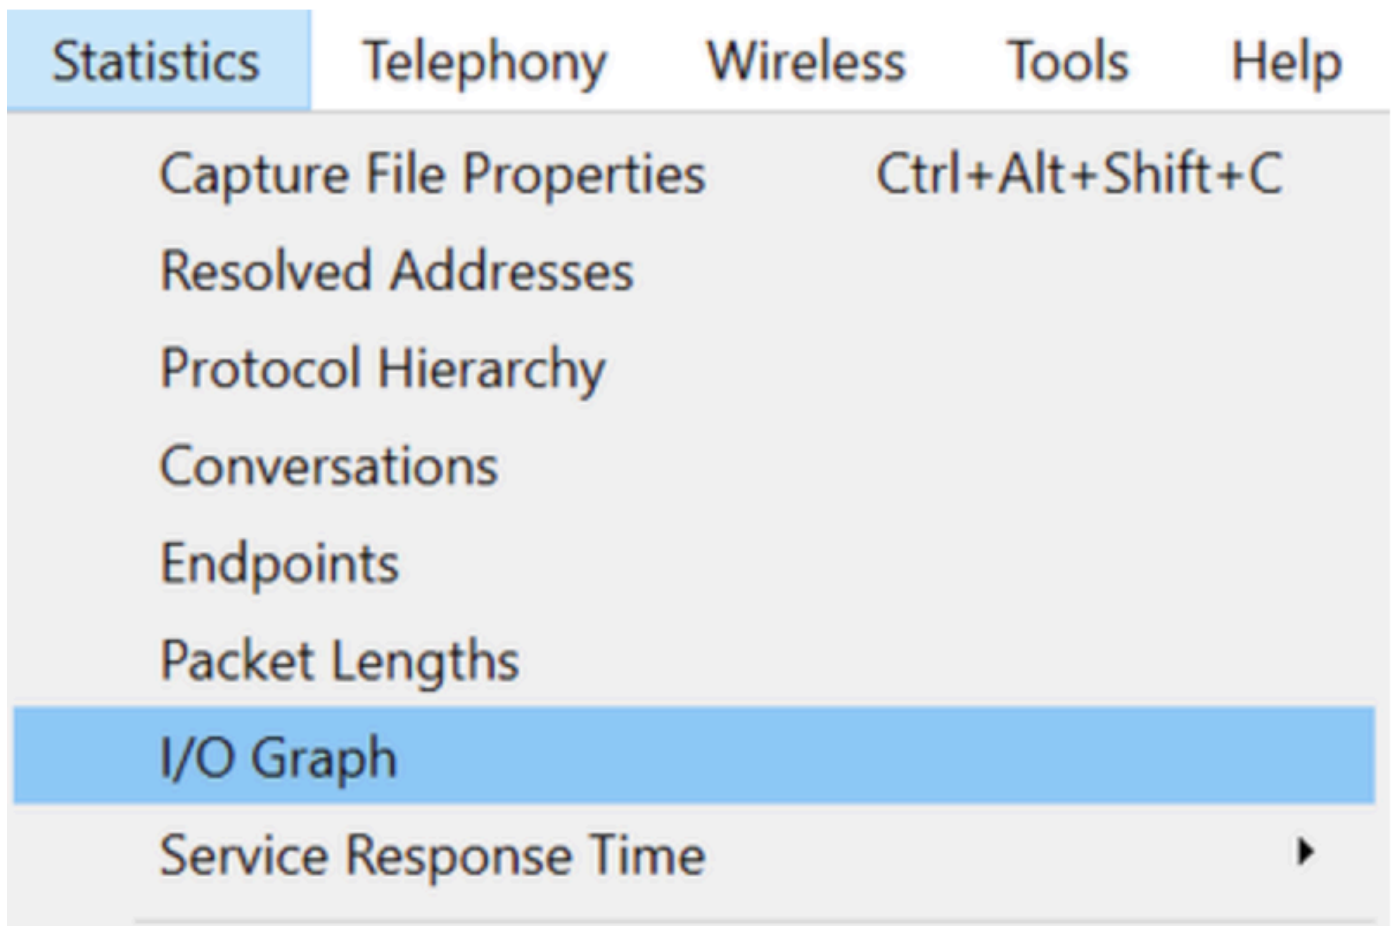 Statistics Telephony Wireless Tools Help
Capture File Properties Ctrl+Alt+Shift+C
Resolved Addresses
Protocol Hierarchy
Conversations
Endpoints
Packet Lengths
I/O Graph
Service Response Time